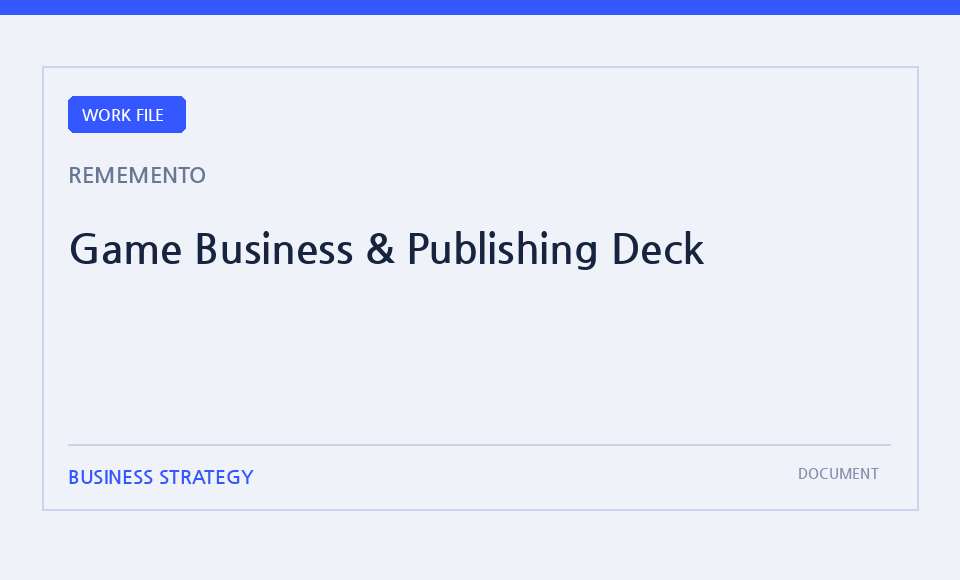 WORK FILE
REMEMENTO
Game Business & Publishing Deck
BUSINESS STRATEGY
DOCUMENT